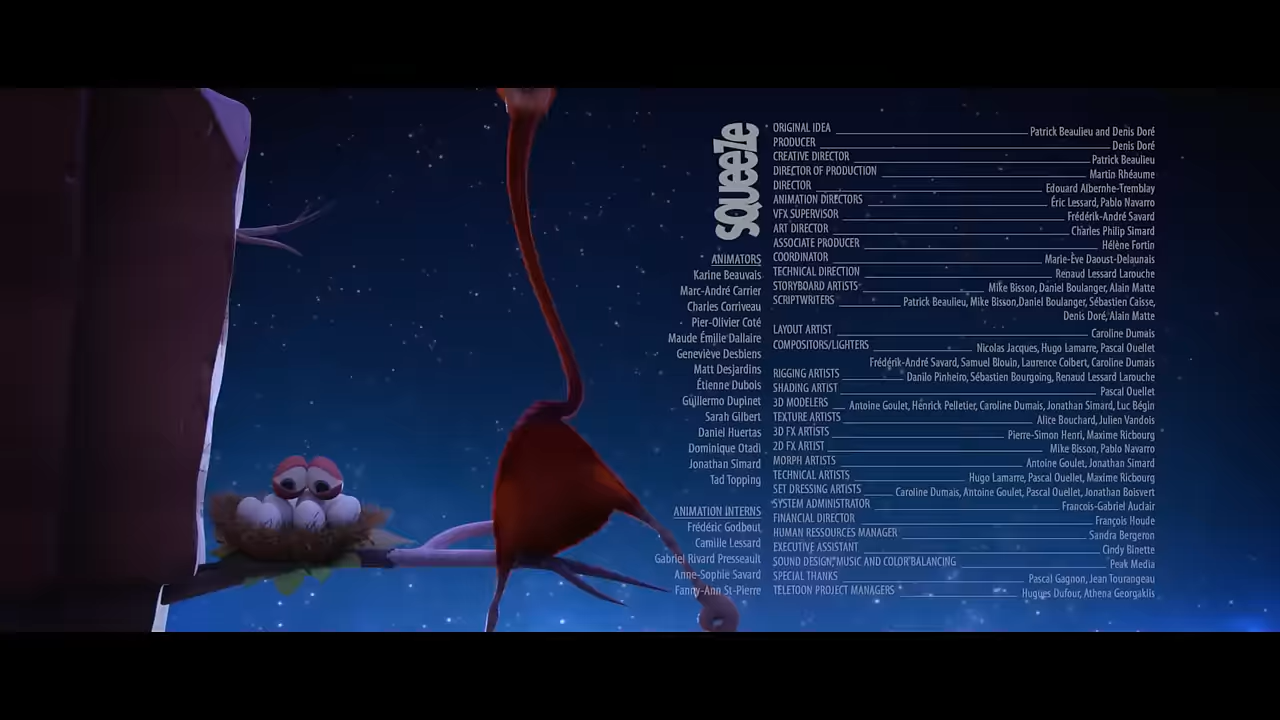 squeeze
ORIGINAL IDEA Patrick Beaulieu and Denis Doré
PRODUCER Denis Doré
CREATIVE DIRECTOR Patrick Beaulieu
DIRECTOR OF PRODUCTION Martin Rhéaume
DIRECTOR Edouard Albernhe-Tremblay
ANIMATION DIRECTORS Éric Lessard, Pablo Navarro
VFX SUPERVISOR Frédérik-André Savard
ART DIRECTOR Charles Philip Simard
ASSOCIATE PRODUCER Hélène Fortin
COORDINATOR Marie-Ève Daoust-Delaunais
TECHNICAL DIRECTION Renaud Lessard Larouche
STORYBOARD ARTISTS Mike Bisson, Daniel Boulanger, Alain Matte
SCRIPTWRITERS Patrick Beaulieu, Mike Bisson,Daniel Boulanger, Sébastien Caisse,
Denis Doré, Alain Matte
LAYOUT ARTIST Caroline Dumais
COMPOSITORS/LIGHTERS Nicolas Jacques, Hugo Lamarre, Pascal Ouellet
Frédérik-André Savard, Samuel Blouin, Laurence Colbert, Caroline Dumais
RIGGING ARTISTS Danilo Pinheiro, Sébastien Bourgoing, Renaud Lessard Larouche
SHADING ARTIST Pascal Ouellet
3D MODELERS Antoine Goulet, Henrick Pelletier, Caroline Dumais, Jonathan Simard, Luc Bégin
TEXTURE ARTISTS Alice Bouchard, Julien Vandois
3D FX ARTISTS Pierre-Simon Henri, Maxime Ricbourg
2D FX ARTIST Mike Bisson, Pablo Navarro
MORPH ARTISTS Antoine Goulet, Jonathan Simard
TECHNICAL ARTISTS Hugo Lamarre, Pascal Ouellet, Maxime Ricbourg
SET DRESSING ARTISTS Caroline Dumais, Antoine Goulet, Pascal Ouellet, Jonathan Boisvert
SYSTEM ADMINISTRATOR Francois-Gabriel Auclair
FINANCIAL DIRECTOR François Houde
HUMAN RESSOURCES MANAGER Sandra Bergeron
EXECUTIVE ASSISTANT Cindy Binette
SOUND DESIGN,MUSIC AND COLOR BALANCING Peak Media
SPECIAL THANKS Pascal Gagnon, Jean Tourangeau
TELETOON PROJECT MANAGERS Hugues Dufour, Athena Georgakiis
ANIMATORS
Karine Beauvais
Marc-André Carrier
Charles Corriveau
Pier-Olivier Coté
Maude Émilie Dallaire
Geneviève Desbiens
Matt Desjardins
Étienne Dubois
Guillermo Dupinet
Sarah Gilbert
Daniel Huertas
Dominique Otadi
Jonathan Simard
Tad Topping
ANIMATION INTERNS
Frédéric Godbout
Camille Lessard
Gabriel Rivard Presseault
Anne-Sophie Savard
Fanny-Ann St-Pierre